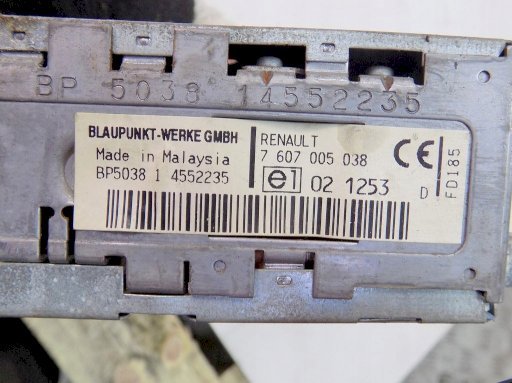 BP 5038 14552235
BLAUPUNKT-WERKE GMBH
Made in Malaysia
BP5038 1 4552235
RENAULT
7 607 005 038
e1 02 1253
CE
D
FD185